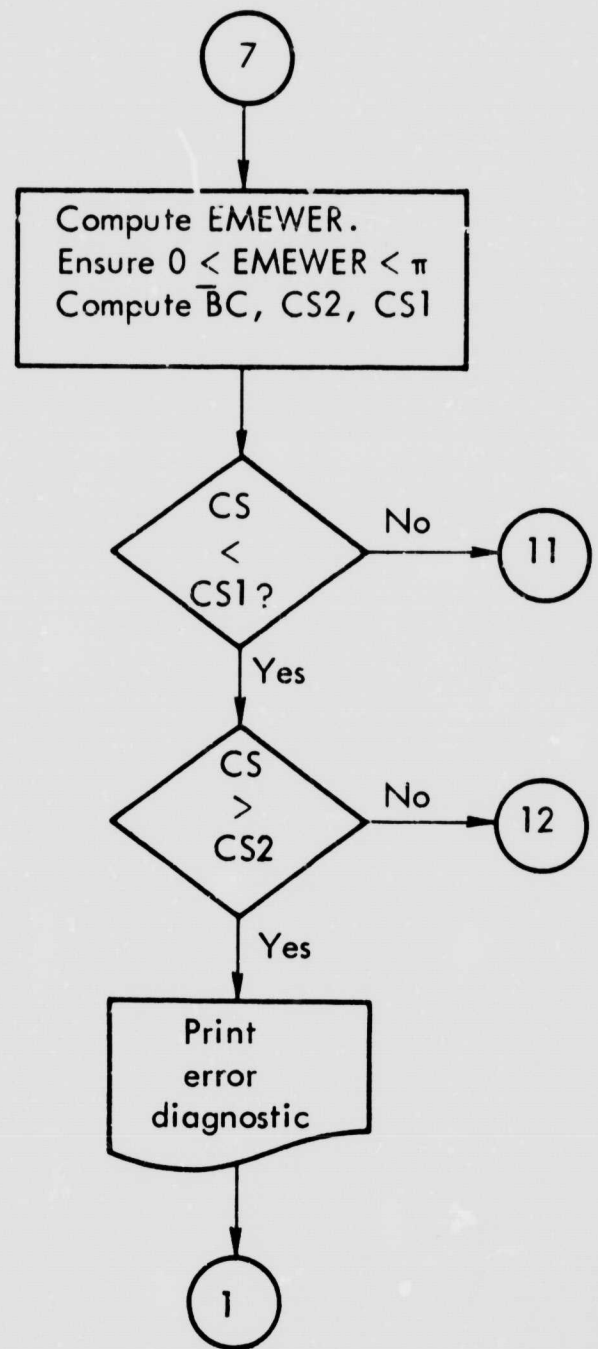 7
Compute EMEWER.
Ensure 0 < EMEWER < π
Compute B̅C, CS2, CS1
CS
<
CS1?
No
11
Yes
CS
>
CS2
No
12
Yes
Print
error
diagnostic
1